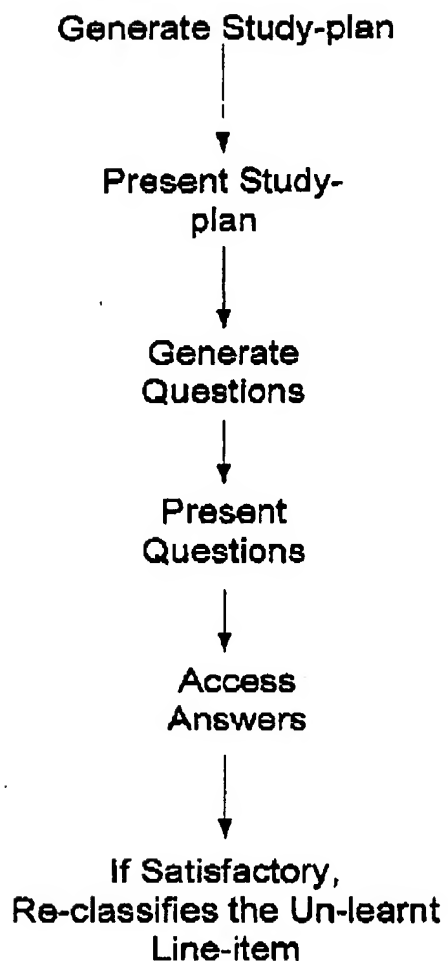 Generate Study-plan
Present Study-
plan
Generate
Questions
Present
Questions
Access
Answers
If Satisfactory,
Re-classifies the Un-learnt
Line-item